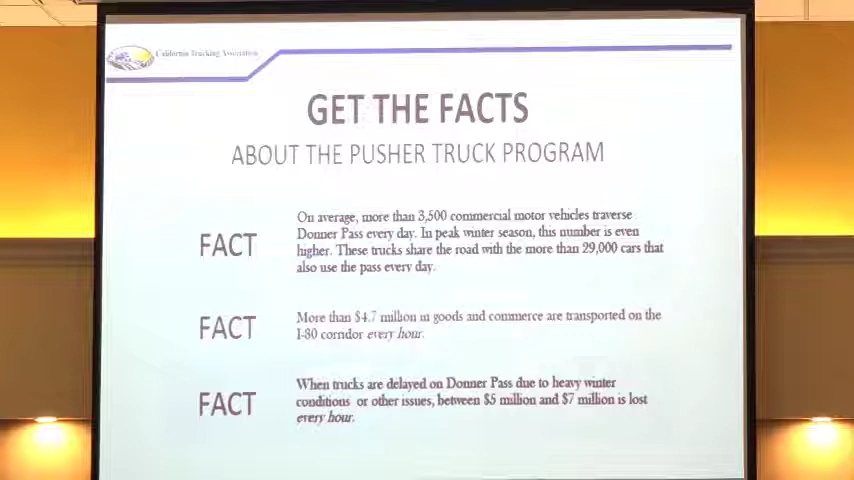 California Trucking Association
GET THE FACTS
ABOUT THE PUSHER TRUCK PROGRAM
FACT
On average, more than 3,500 commercial motor vehicles traverse
Donner Pass every day. In peak winter season, this number is even
higher. These trucks share the road with the more than 29,000 cars that
also use the pass every day.
FACT
More than $4.7 million in goods and commerce are transported on the
I-80 corridor every hour.
FACT
When trucks are delayed on Donner Pass due to heavy winter
conditions or other issues, between $5 million and $7 million is lost
every hour.